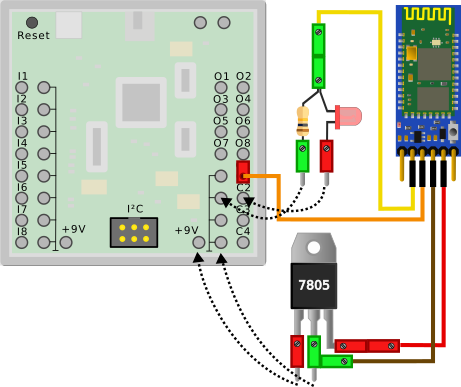 Reset
I1
I2
I3
I4
I5
I6
I7
I8
+9V
I²C
+9V
O1 O2
O3 O4
O5 O6
O7 O8
C2
C3
C4
7805